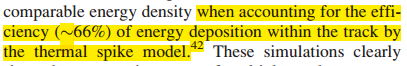 comparable energy density when accounting for the effi-
ciency (∼66%) of energy deposition within the track by
the thermal spike model.42 These simulations clearly